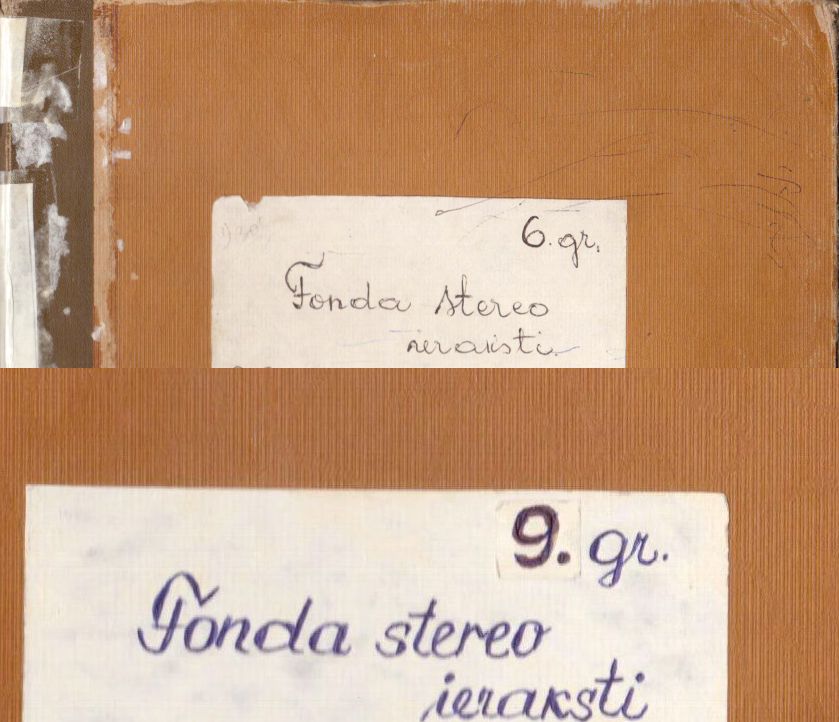 6. gr.
Fonda stereo
ieraksti
9. gr.
Fonda stereo
ieraksti